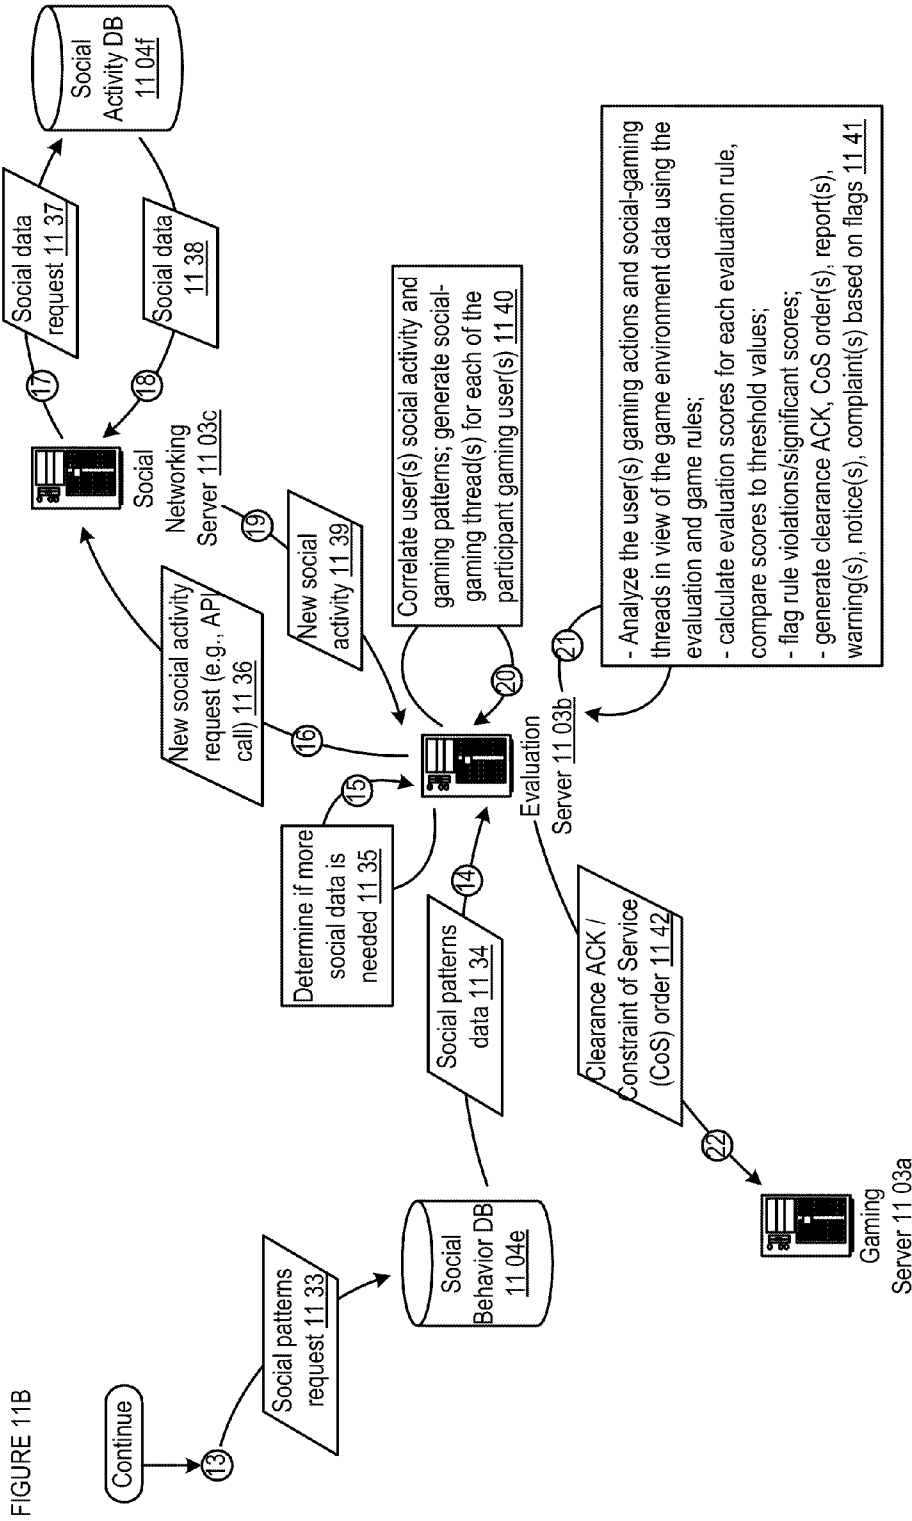 FIGURE 11B
Continue
13
Social patterns
request 11 33
Social
Behavior DB
11 04e
Social patterns
data 11 34
14
Determine if more
social data is
needed 11 35
15
16
New social activity
request (e.g., API
call) 11 36
Social
Networking
Server 11 03c
17
Social data
request 11 37
Social
Activity DB
11 04f
Social data
11 38
18
19
New social
activity 11 39
Correlate user(s) social activity and
gaming patterns; generate social-
gaming thread(s) for each of the
participant gaming user(s) 11 40
20
Evaluation
Server 11 03b
21
- Analyze the user(s) gaming actions and social-gaming
threads in view of the game environment data using the
evaluation and game rules;
- calculate evaluation scores for each evaluation rule,
compare scores to threshold values;
- flag rule violations/significant scores;
- generate clearance ACK, CoS order(s), report(s),
warning(s), notice(s), complaint(s) based on flags 11 41
Clearance ACK /
Constraint of Service
(CoS) order 11 42
22
Gaming
Server 11 03a